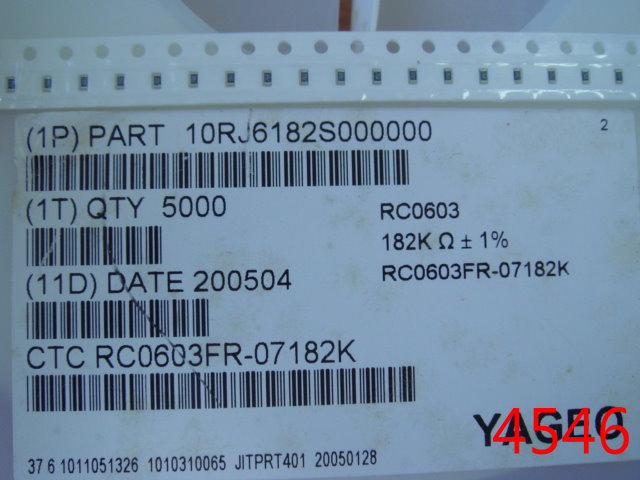 (1P) PART 10RJ6182S000000
2
(1T) QTY 5000
RC0603
182K Ω ± 1%
(11D) DATE 200504
RC0603FR-07182K
CTC RC0603FR-07182K
YAGEO
4546
37 6 1011051326 1010310065 JITPRT401 20050128